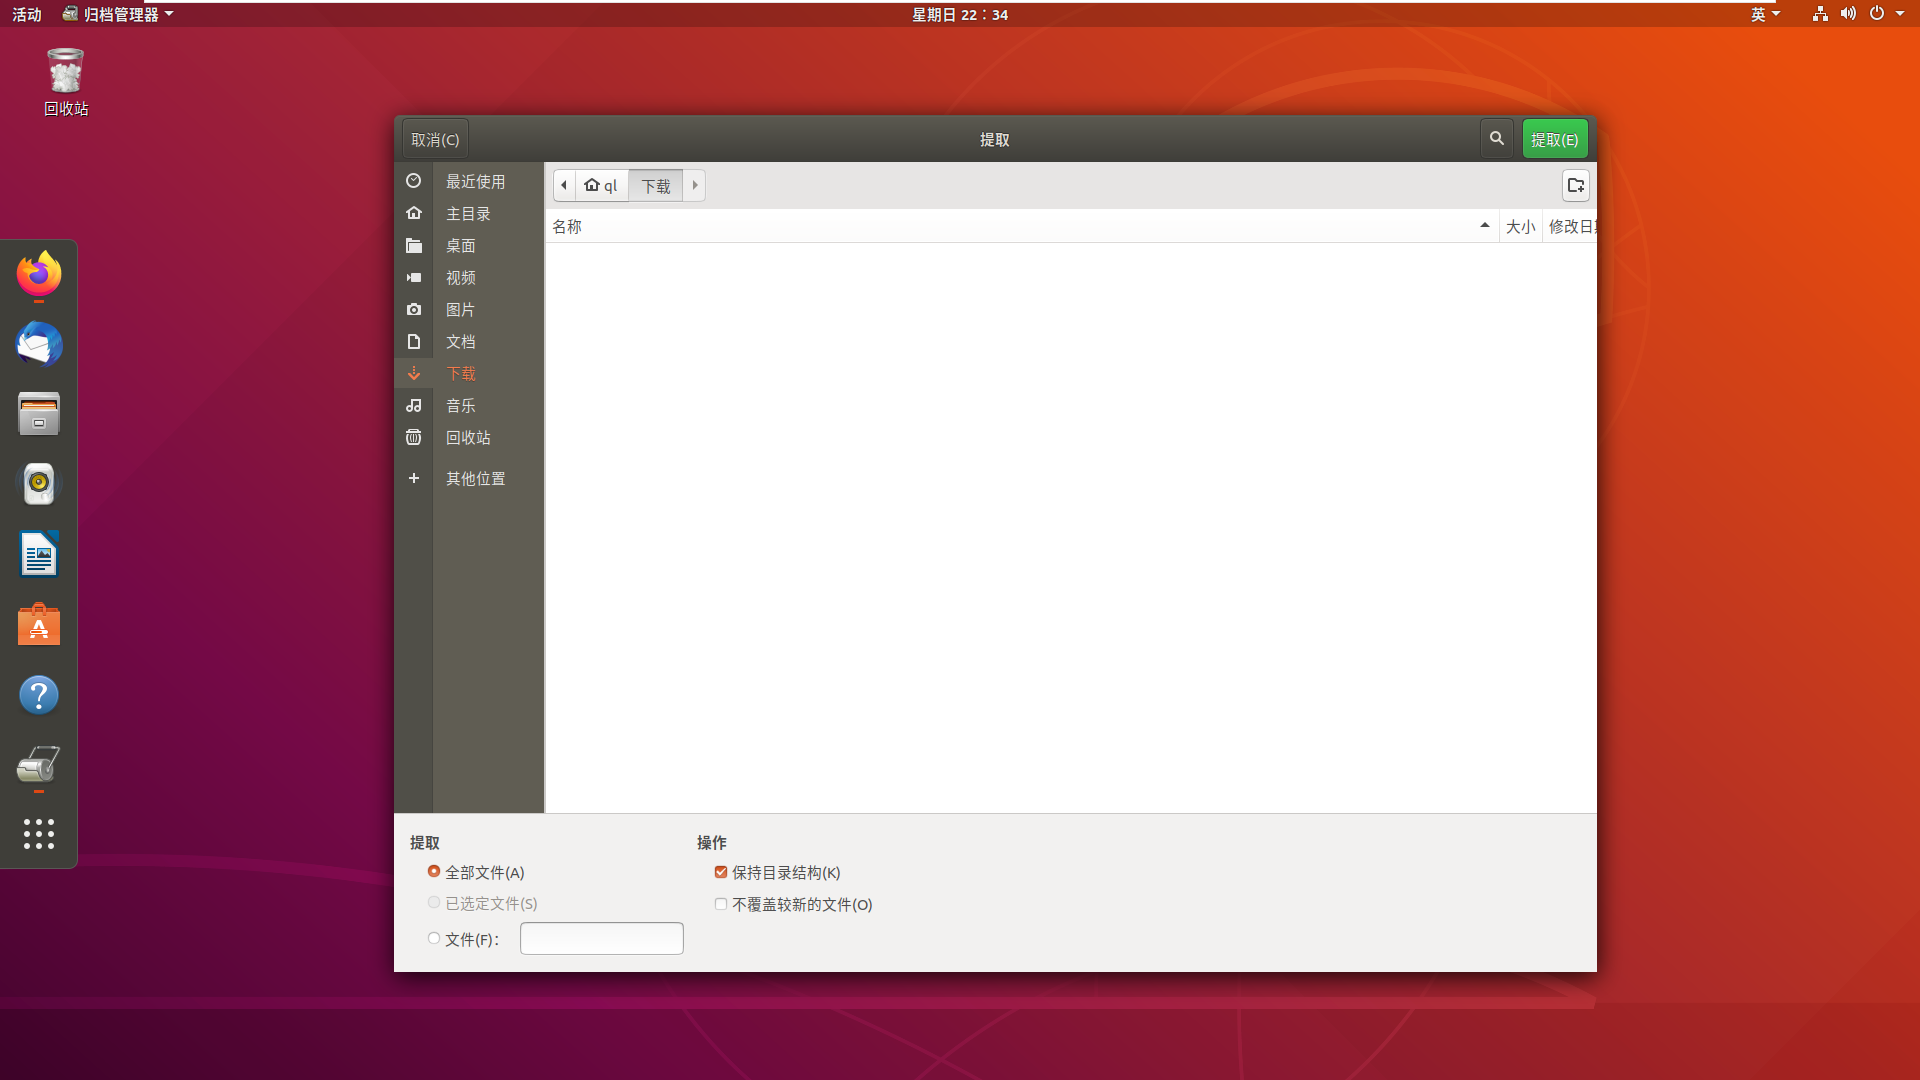 活动
归档管理器
星期日 22：34
英
回收站
取消(C)
提取
提取(E)
最近使用
主目录
桌面
视频
图片
文档
下载
音乐
回收站
其他位置
ql
下载
名称
大小
修改日
提取
全部文件(A)
已选定文件(S)
文件(F)：
操作
保持目录结构(K)
不覆盖较新的文件(O)